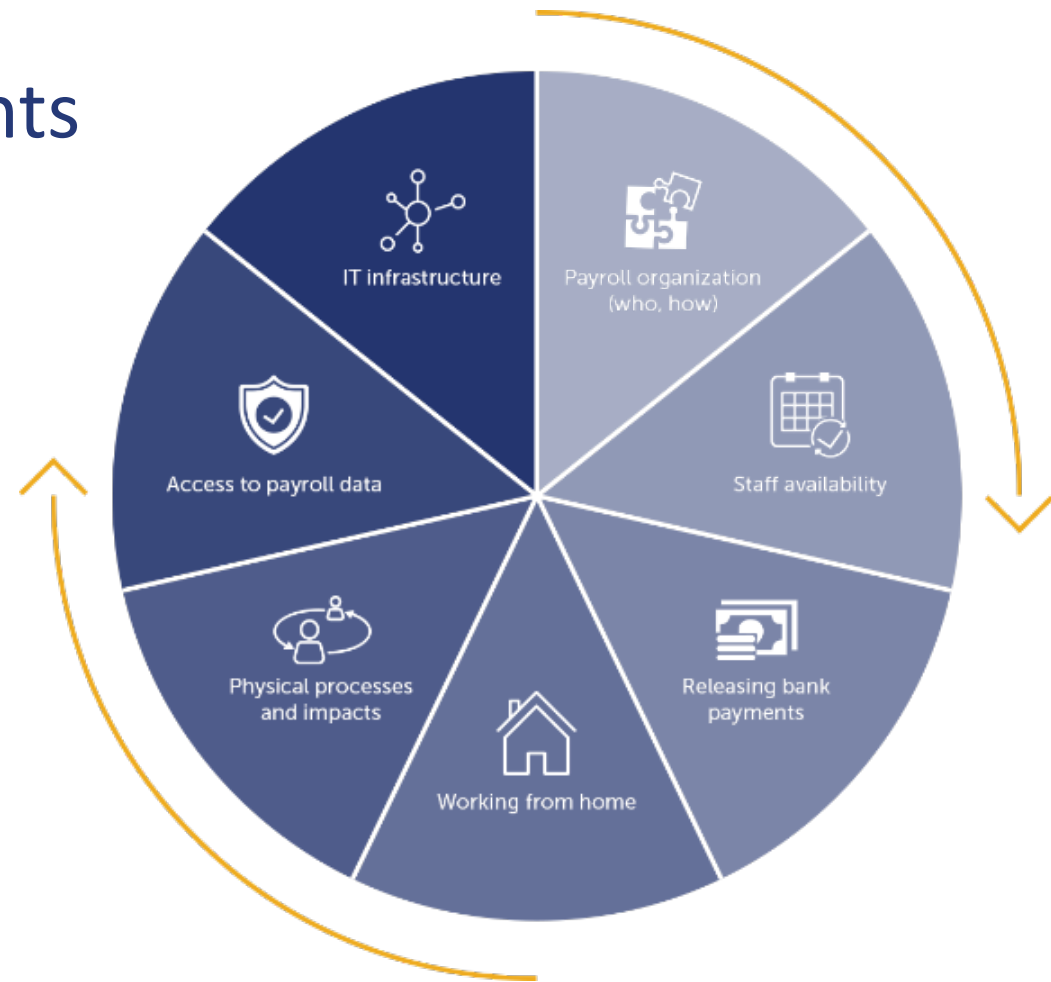 nts
IT infrastructure
Payroll organization
(who, how)
Access to payroll data
Staff availability
Physical processes
and impacts
Releasing bank
payments
Working from home